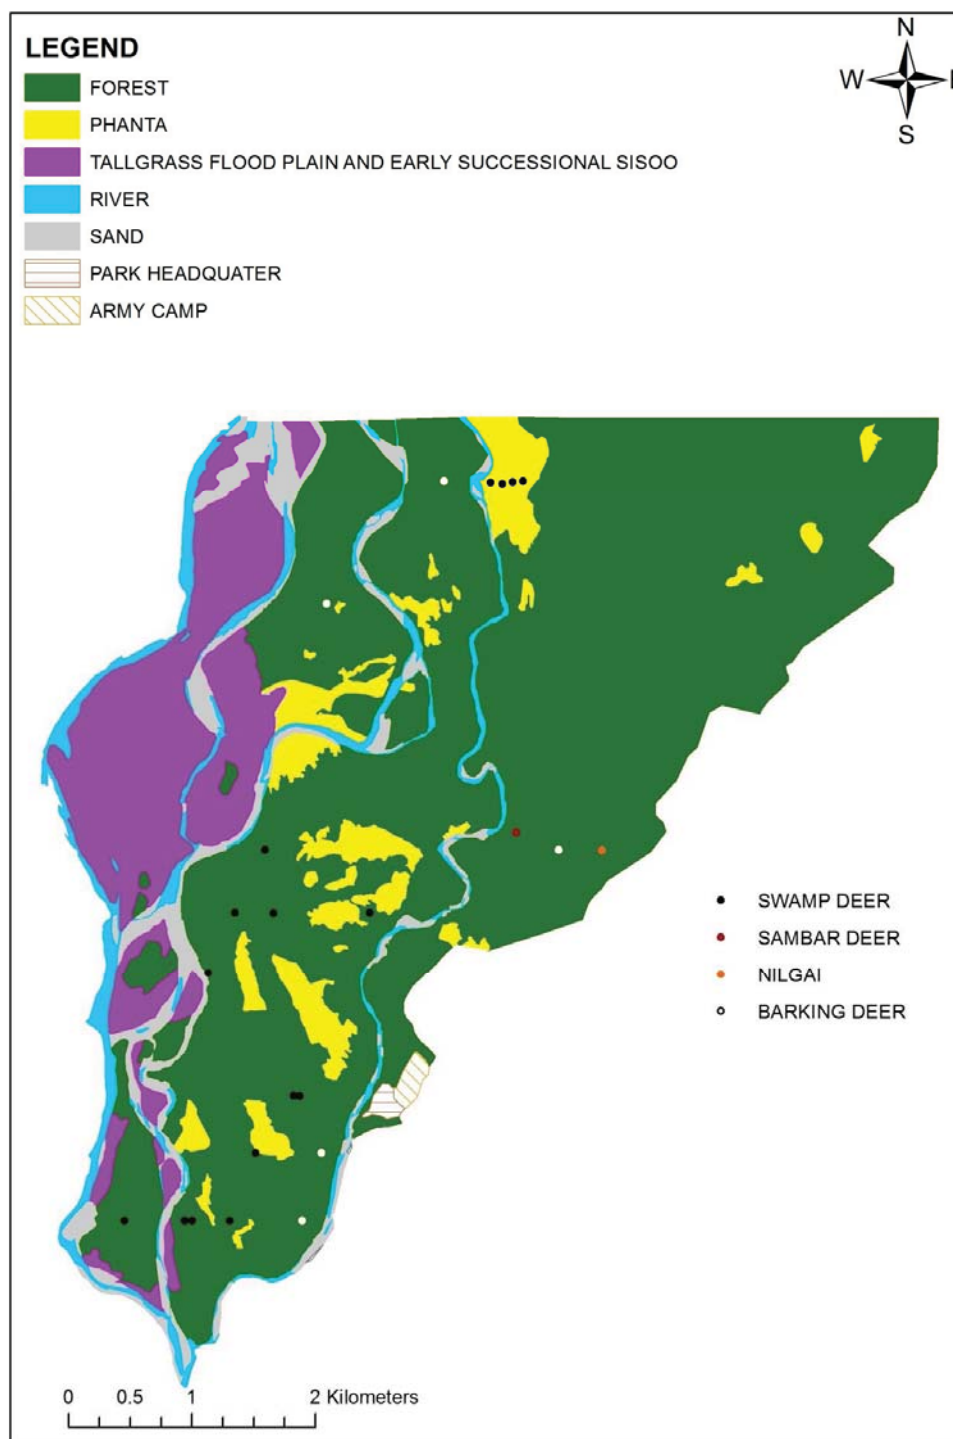 LEGEND
FOREST
PHANTA
TALLGRASS FLOOD PLAIN AND EARLY SUCCESSIONAL SISOO
RIVER
SAND
PARK HEADQUATER
ARMY CAMP
N
W
S
SWAMP DEER
SAMBAR DEER
NILGAI
BARKING DEER
0 0.5 1 2 Kilometers